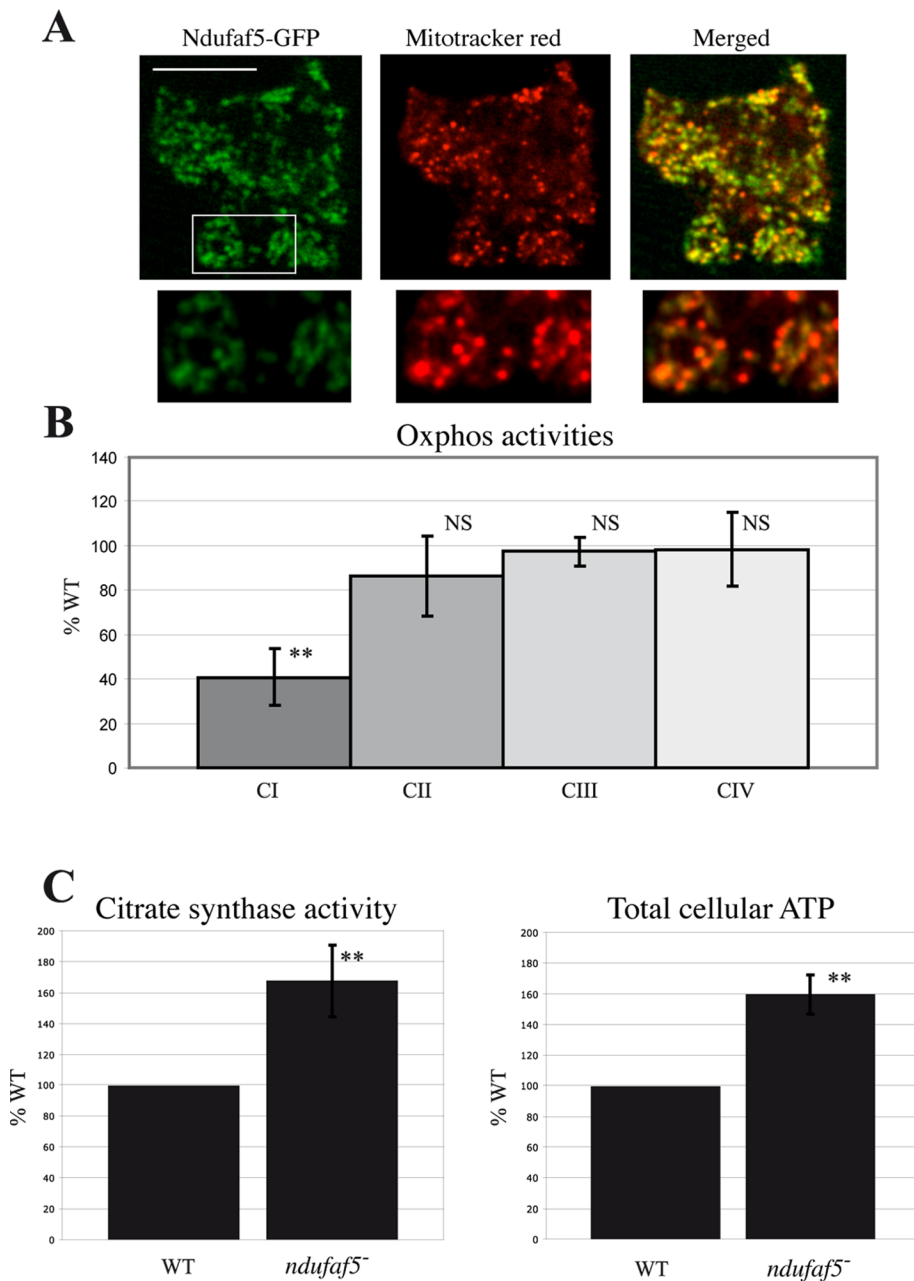 A
Ndufaf5-GFP Mitotracker red Merged
B
Oxphos activities
140
120
100
80
60
40
20
0
% WT
** NS NS NS
CI CII CIII CIV
C
Citrate synthase activity
200
180
160
140
120
100
80
60
40
20
0
% WT
**
WT ndufaf5-
Total cellular ATP
200
180
160
140
120
100
80
60
40
20
0
% WT
**
WT ndufaf5-